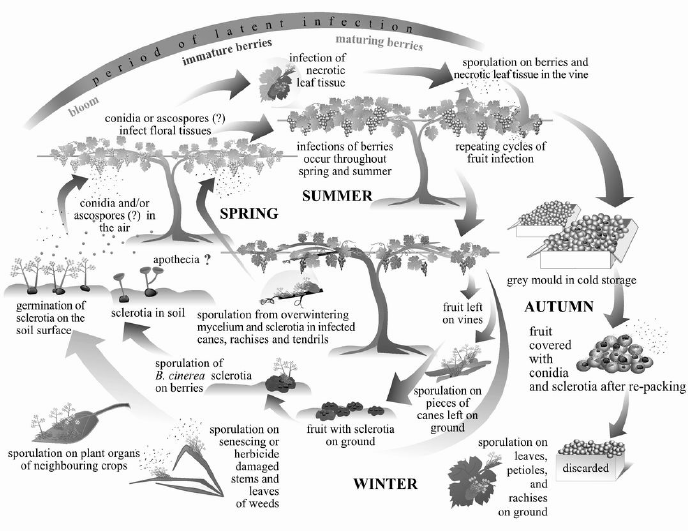 period of latent infection
bloom
immature berries
maturing berries
infection of
necrotic
leaf tissue
sporulation on berries and
necrotic leaf tissue in the vine
conidia or ascospores (?)
infect floral tissues
infections of berries
occur throughout
spring and summer
repeating cycles of
fruit infection
SUMMER
SPRING
conidia and/or
ascospores (?) in
the air
apothecia ?
germination of
sclerotia on the
soil surface
sclerotia in soil
sporulation from overwintering
mycelium and sclerotia in infected
canes, rachises and tendrils
fruit left
on vines
grey mould in cold storage
AUTUMN
fruit
covered
with
conidia
and sclerotia after re-packing
sporulation of
B. cinerea sclerotia
on berries
fruit with sclerotia
on ground
sporulation on
pieces of
canes left on
ground
sporulation on plant organs
of neighbouring crops
sporulation on
senescing or
herbicide
damaged
stems and
leaves
of weeds
WINTER
sporulation on
leaves,
petioles,
and
rachises
on ground
discarded